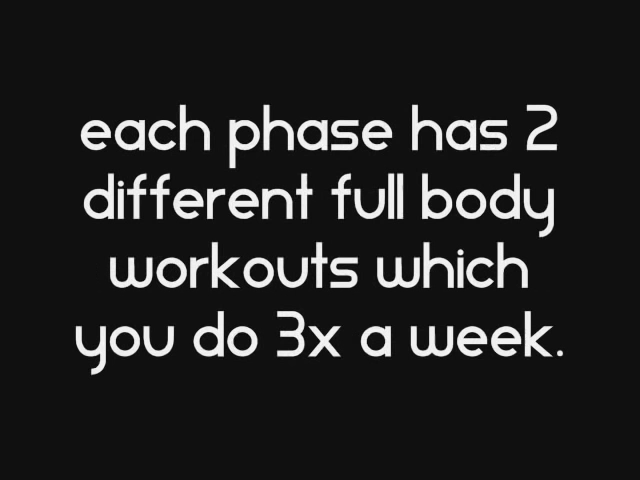 each phase has 2
different full body
workouts which
you do 3x a week.